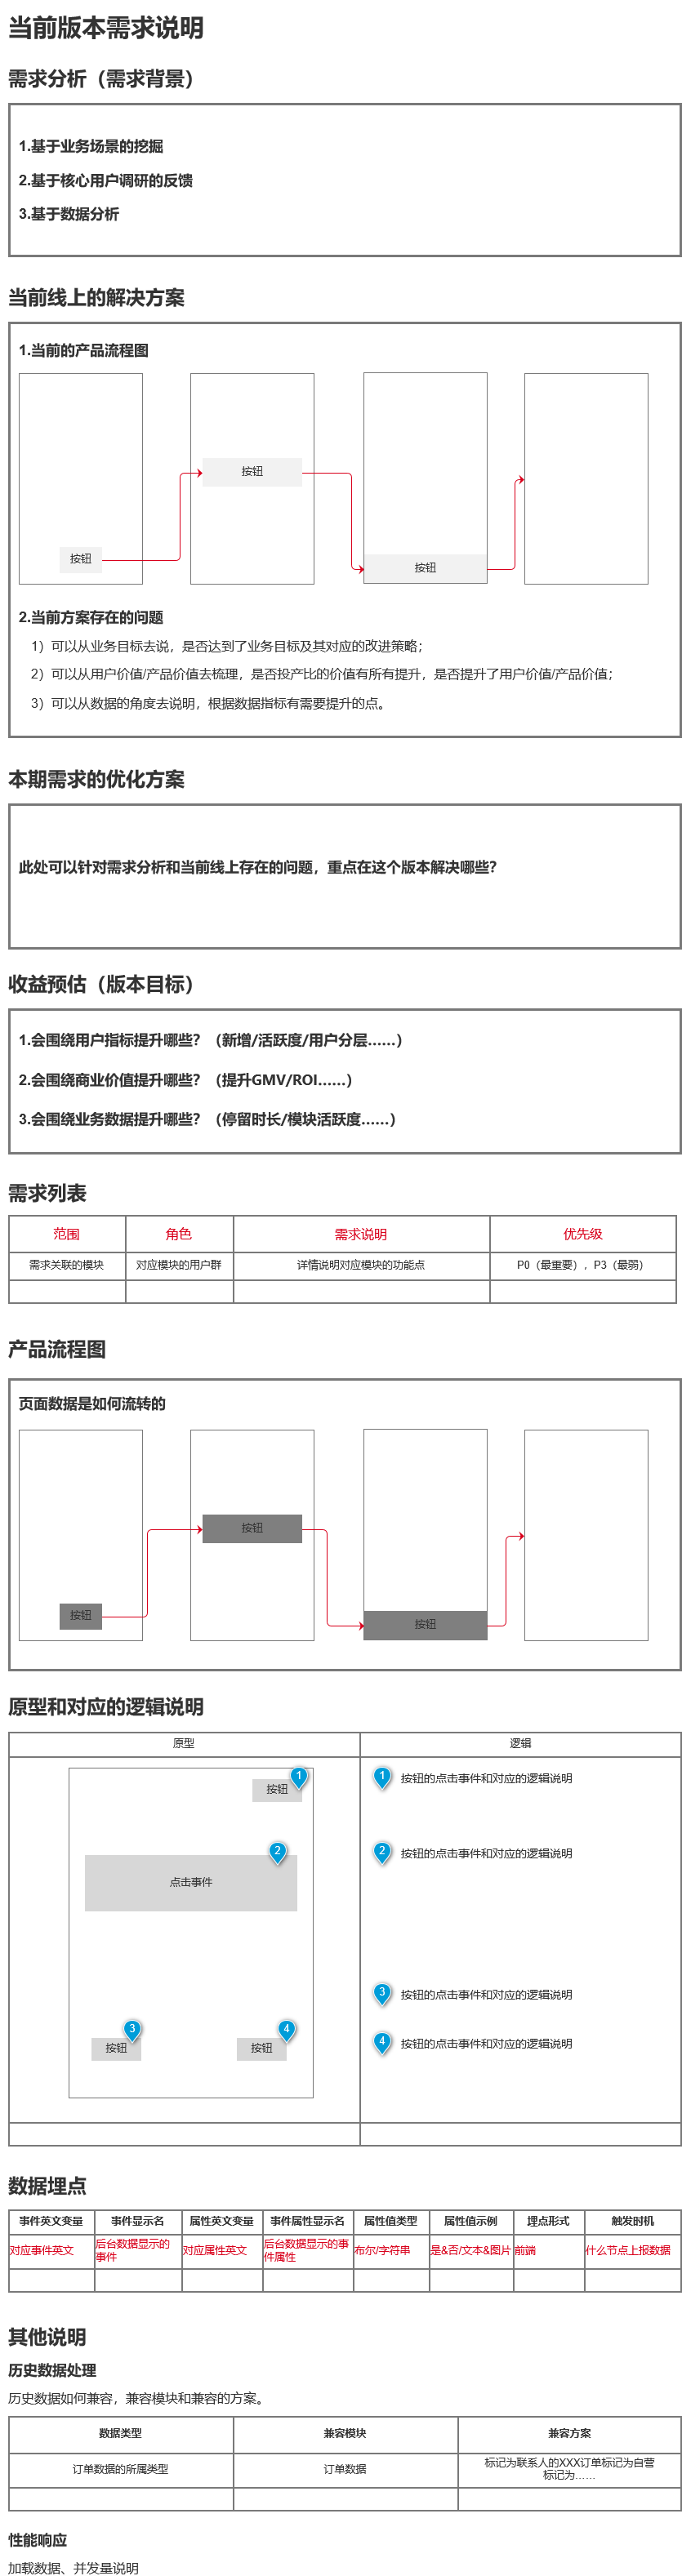 当前版本需求说明
需求分析（需求背景）
1.基于业务场景的挖掘
2.基于核心用户调研的反馈
3.基于数据分析
当前线上的解决方案
1.当前的产品流程图
按钮
按钮
按钮
2.当前方案存在的问题
1）可以从业务目标去说，是否达到了业务目标及其对应的改进策略；
2）可以从用户价值/产品价值去梳理，是否投产比的价值有所有提升，是否提升了用户价值/产品价值；
3）可以从数据的角度去说明，根据数据指标有需要提升的点。
本期需求的优化方案
此处可以针对需求分析和当前线上存在的问题，重点在这个版本解决哪些？
收益预估（版本目标）
1.会围绕用户指标提升哪些？（新增/活跃度/用户分层......）
2.会围绕商业价值提升哪些？（提升GMV/ROI......）
3.会围绕业务数据提升哪些？（停留时长/模块活跃度......）
需求列表
范围 角色 需求说明 优先级
需求关联的模块 对应模块的用户群 详情说明对应模块的功能点 P0（最重要），P3（最弱）
产品流程图
页面数据是如何流转的
按钮
按钮
按钮
原型和对应的逻辑说明
原型 逻辑
1
按钮
1 按钮的点击事件和对应的逻辑说明
2
点击事件
2 按钮的点击事件和对应的逻辑说明
3 按钮的点击事件和对应的逻辑说明
3
按钮
4
按钮
4 按钮的点击事件和对应的逻辑说明
数据埋点
事件英文变量 事件显示名 属性英文变量 事件属性显示名 属性值类型 属性值示例 埋点形式 触发时机
对应事件英文 后台数据显示的事件 对应属性英文 后台数据显示的事件属性 布尔/字符串 是&否/文本&图片 前端 什么节点上报数据
其他说明
历史数据处理
历史数据如何兼容，兼容模块和兼容的方案。
数据类型 兼容模块 兼容方案
订单数据的所属类型 订单数据 标记为联系人的XXX订单标记为自营
标记为......
性能响应
加载数据、并发量说明